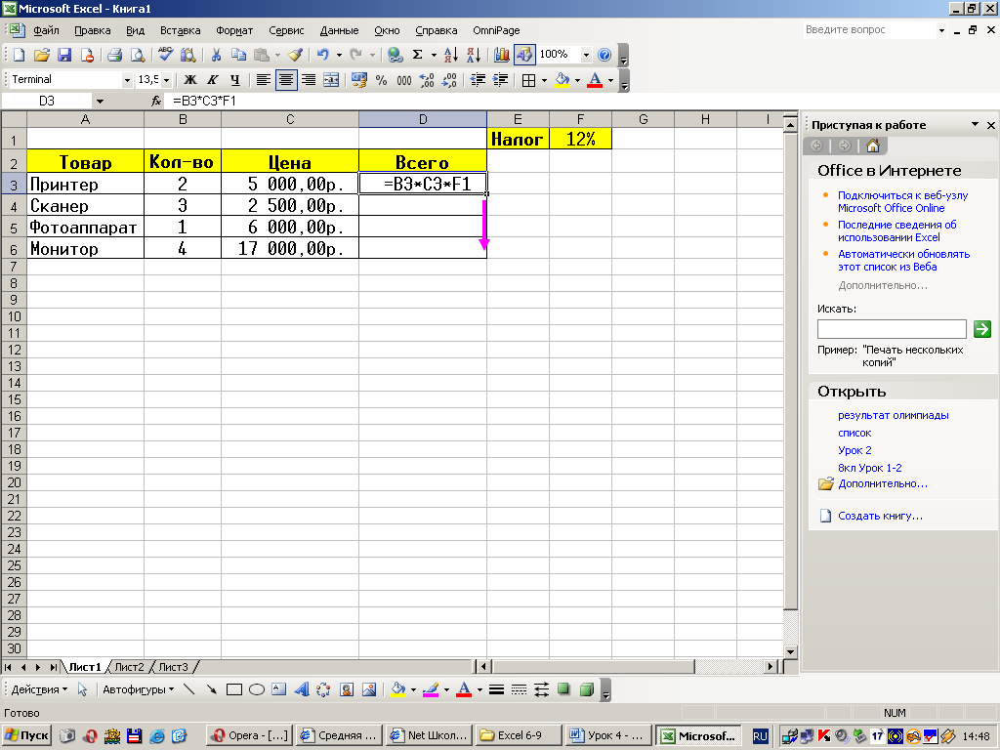 Microsoft Excel - Книга1
Файл Правка Вид Вставка Формат Сервис Данные Окно Справка OmniPage Введите вопрос
100%
Terminal 13,5 Ж К Ч % 000
D3 fx =B3*C3*F1
A B C D E F G H I
1 Налог 12%
2 Товар Кол-во Цена Всего
3 Принтер 2 5 000,00р. =B3*C3*F1
4 Сканер 3 2 500,00р.
5 Фотоаппарат 1 6 000,00р.
6 Монитор 4 17 000,00р.
7
8
9
10
11
12
13
14
15
16
17
18
19
20
21
22
23
24
25
26
27
28
29
30
Приступая к работе
Office в Интернете
Подключиться к веб-узлу
Microsoft Office Online
Последние сведения об
использовании Excel
Автоматически обновлять
этот список из Веба
Дополнительно...
Искать:
Пример: "Печать нескольких
копий"
Открыть
результат олимпиады
список
Урок 2
8кл Урок 1-2
Дополнительно...
Создать книгу...
Лист1 Лист2 Лист3
Действия Автофигуры
Готово NUM
Пуск Opera - [...] Средняя ... Net Школ... Excel 6-9 Урок 4 - ... Microsof... RU 17 14:48